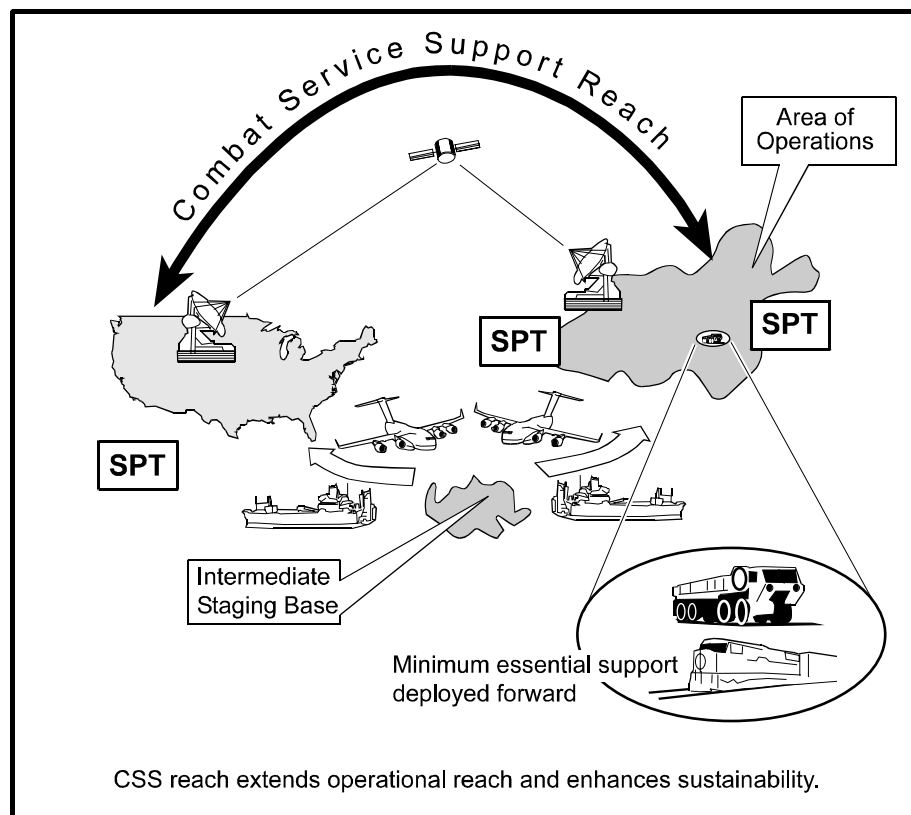 Combat Service Support Reach
Area of
Operations
SPT
SPT
SPT
Intermediate
Staging Base
Minimum essential support
deployed forward
CSS reach extends operational reach and enhances sustainability.